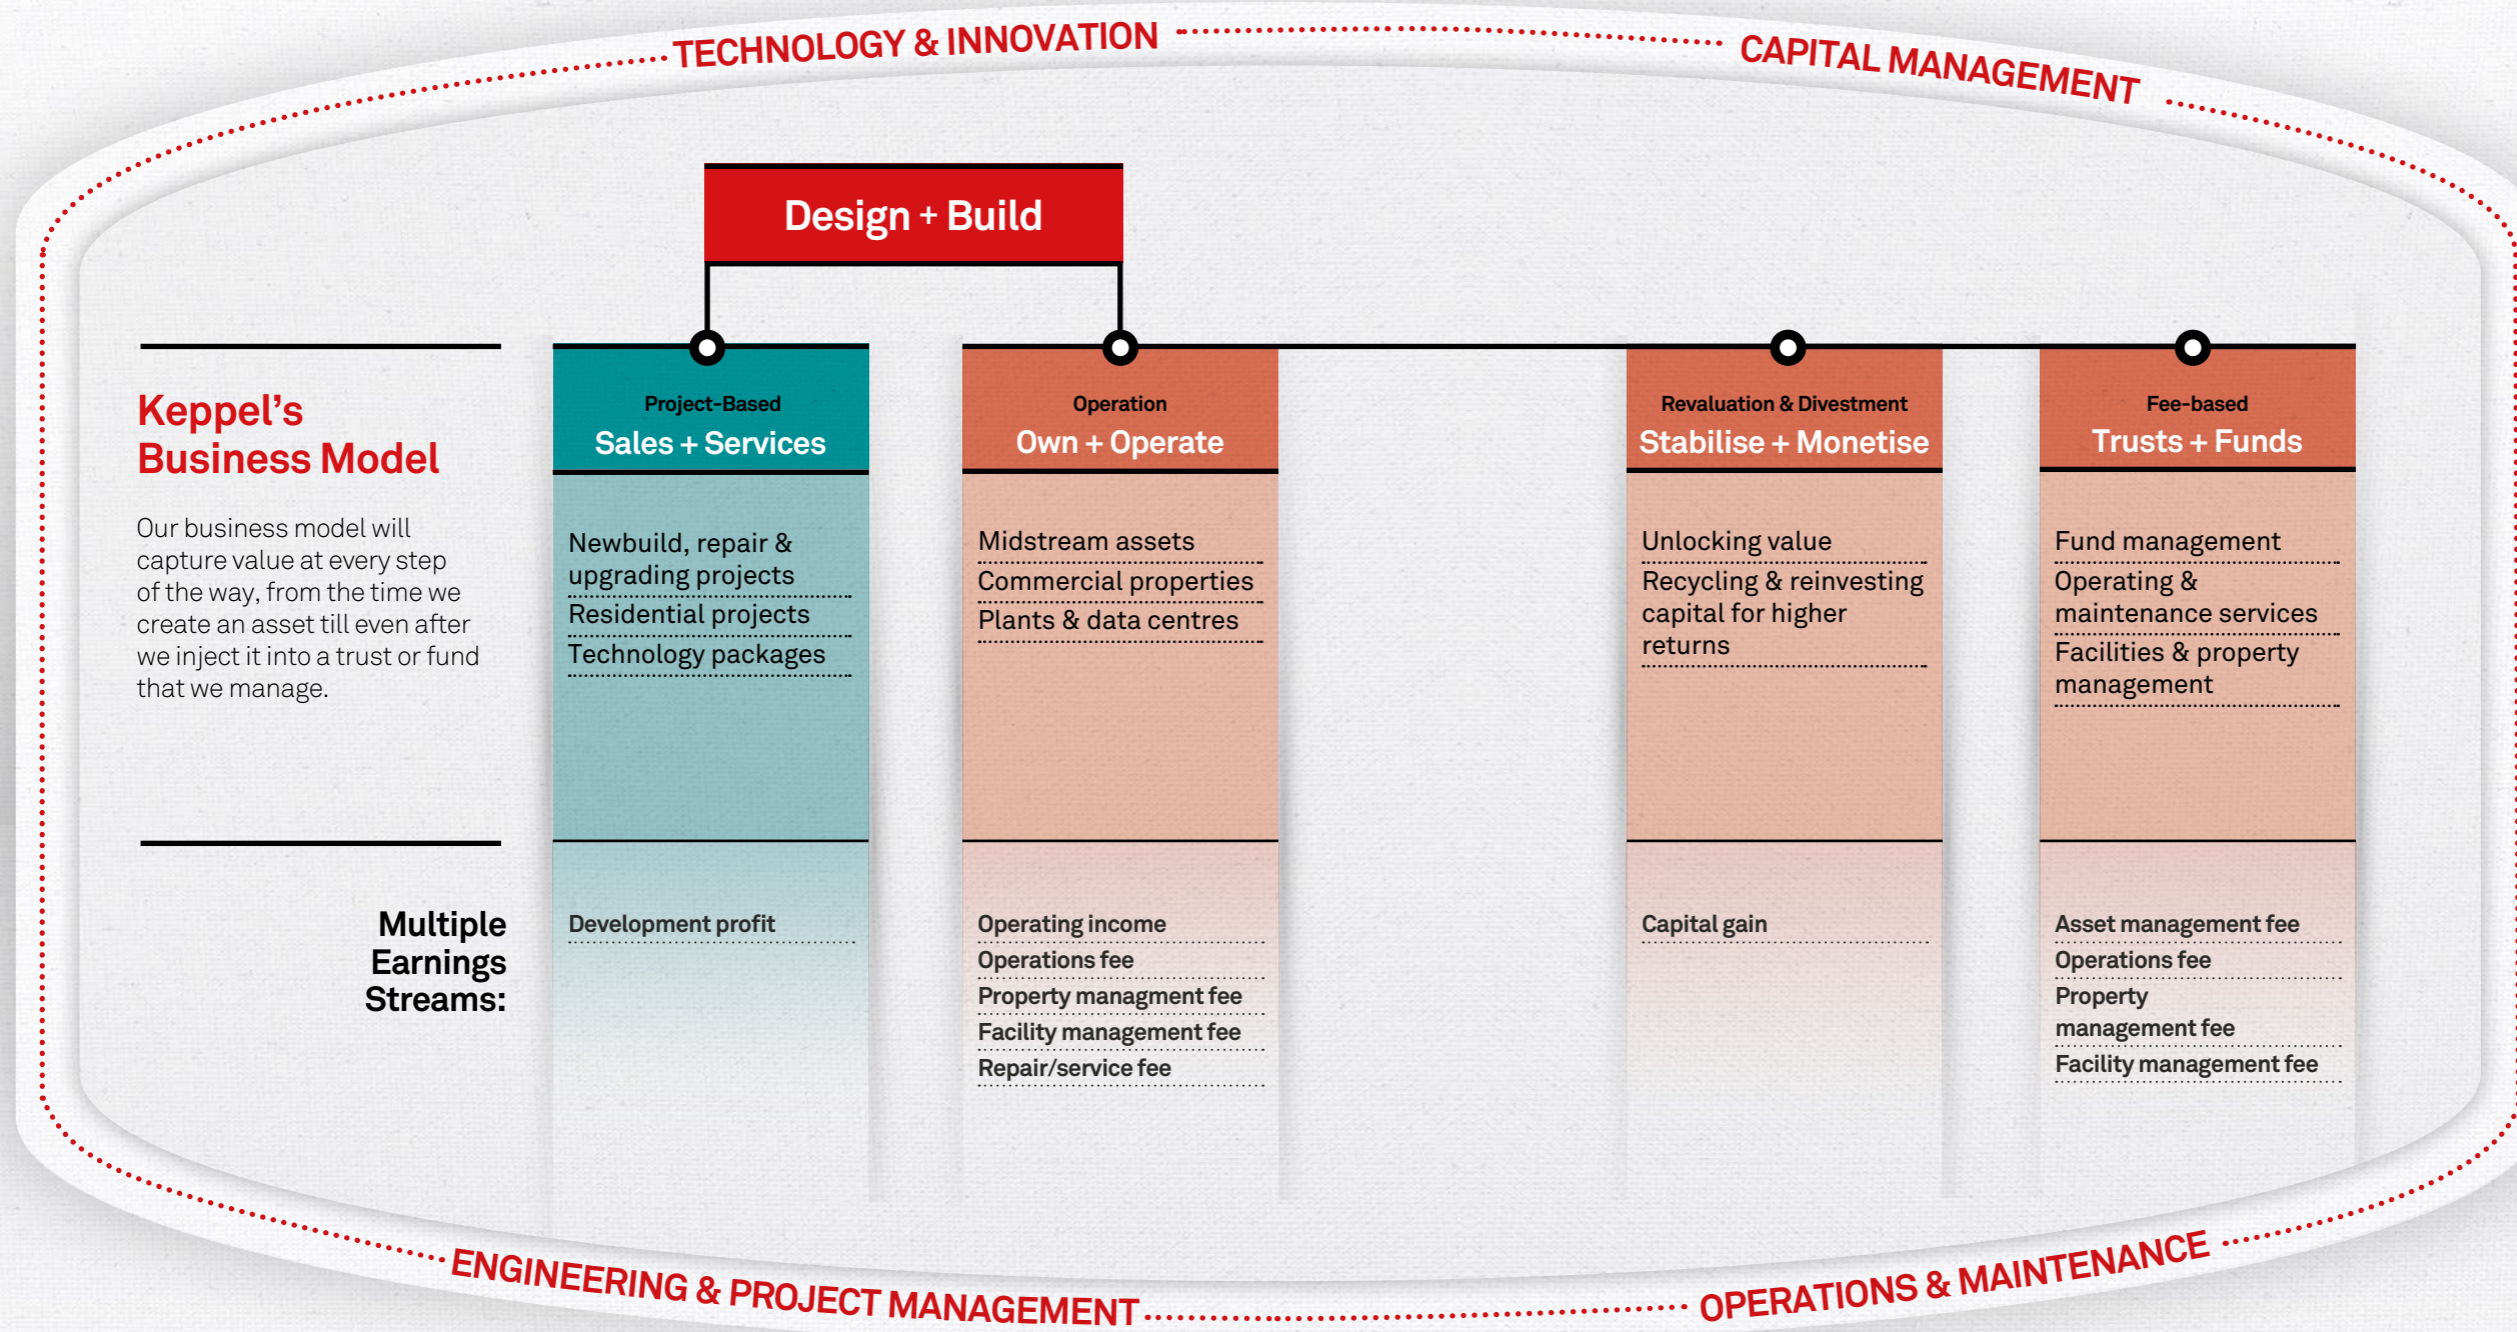 TECHNOLOGY & INNOVATION
CAPITAL MANAGEMENT
Design + Build
Keppel's
Business Model
Our business model will
capture value at every step
of the way, from the time we
create an asset till even after
we inject it into a trust or fund
that we manage.
Project-Based
Sales + Services
Newbuild, repair &
upgrading projects
Residential projects
Technology packages
Operation
Own + Operate
Midstream assets
Commercial properties
Plants & data centres
Revaluation & Divestment
Stabilise + Monetise
Unlocking value
Recycling & reinvesting
capital for higher
returns
Fee-based
Trusts + Funds
Fund management
Operating &
maintenance services
Facilities & property
management
Multiple
Earnings
Streams:
Development profit
Operating income
Operations fee
Property managment fee
Facility management fee
Repair/service fee
Capital gain
Asset management fee
Operations fee
Property
management fee
Facility management fee
ENGINEERING & PROJECT MANAGEMENT
OPERATIONS & MAINTENANCE